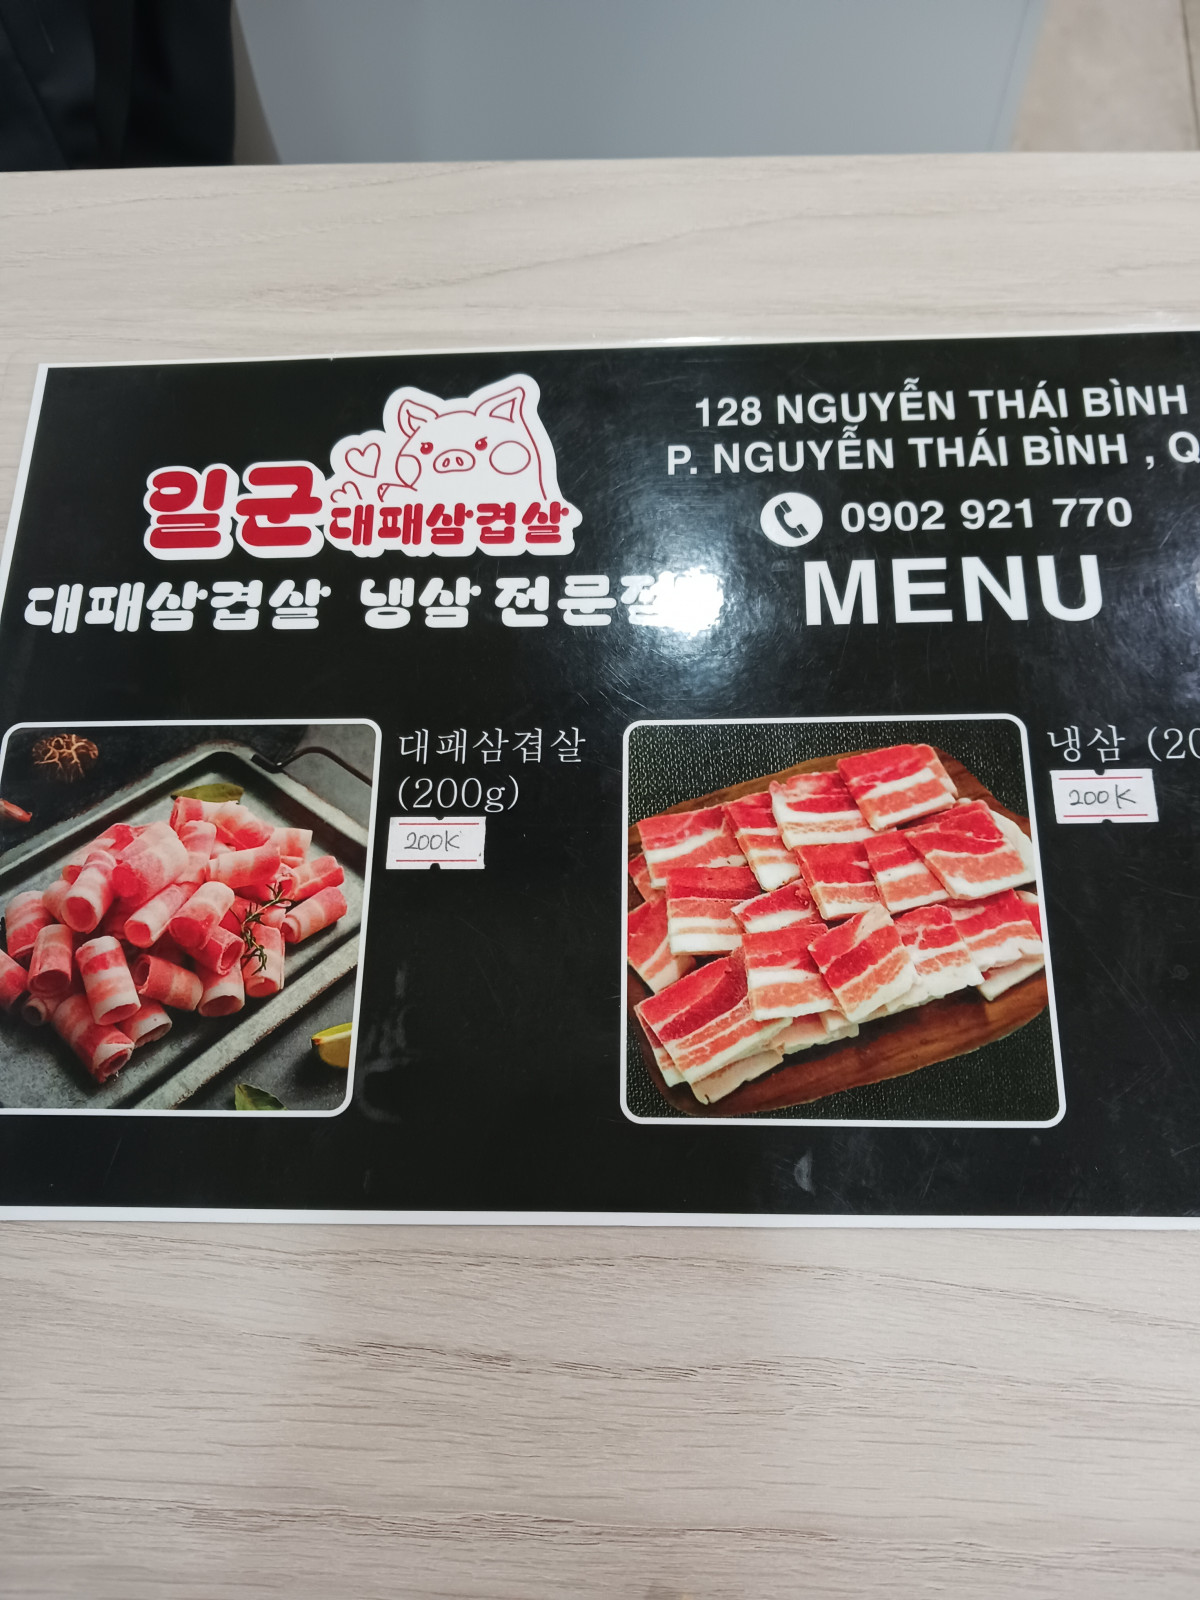 일군 대패삼겹살
대패삼겹살 냉삼 전문점
128 NGUYỄN THÁI BÌNH
P. NGUYỄN THÁI BÌNH , Q
0902 921 770
MENU
대패삼겹살
(200g)
200K
냉삼 (20
200K